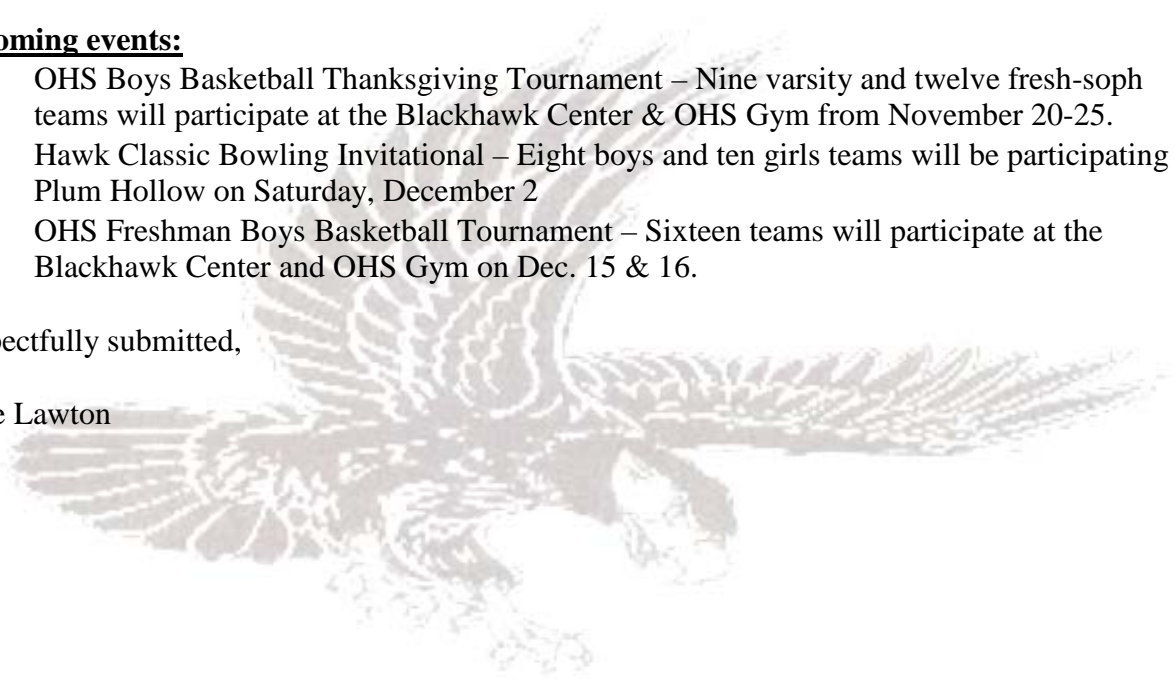 oming events:
OHS Boys Basketball Thanksgiving Tournament – Nine varsity and twelve fresh-soph
teams will participate at the Blackhawk Center & OHS Gym from November 20-25.
Hawk Classic Bowling Invitational – Eight boys and ten girls teams will be participating
Plum Hollow on Saturday, December 2
OHS Freshman Boys Basketball Tournament – Sixteen teams will participate at the
Blackhawk Center and OHS Gym on Dec. 15 & 16.
pectfully submitted,
e Lawton